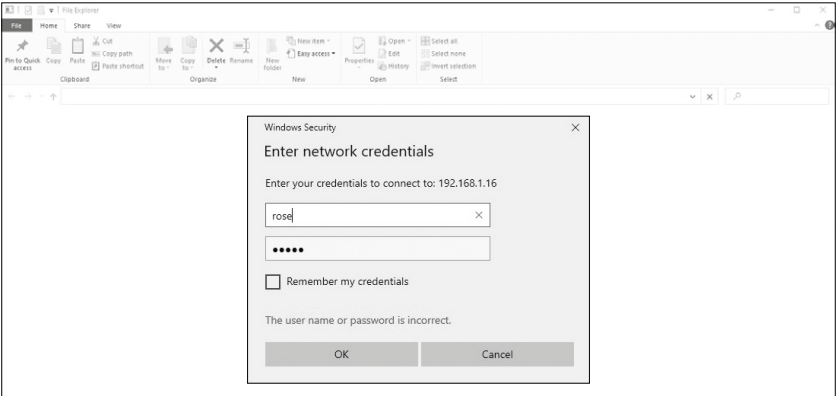 File Explorer
File Home Share View
Pin to Quick access
Copy
Paste
Cut
Copy path
Paste shortcut
Clipboard
Move to
Copy to
Delete
Rename
Organize
New folder
New item
Easy access
New
Properties
Open
Edit
History
Open
Select all
Select none
Invert selection
Select
Windows Security
Enter network credentials
Enter your credentials to connect to: 192.168.1.16
rose
•••••
Remember my credentials
The user name or password is incorrect.
OK Cancel